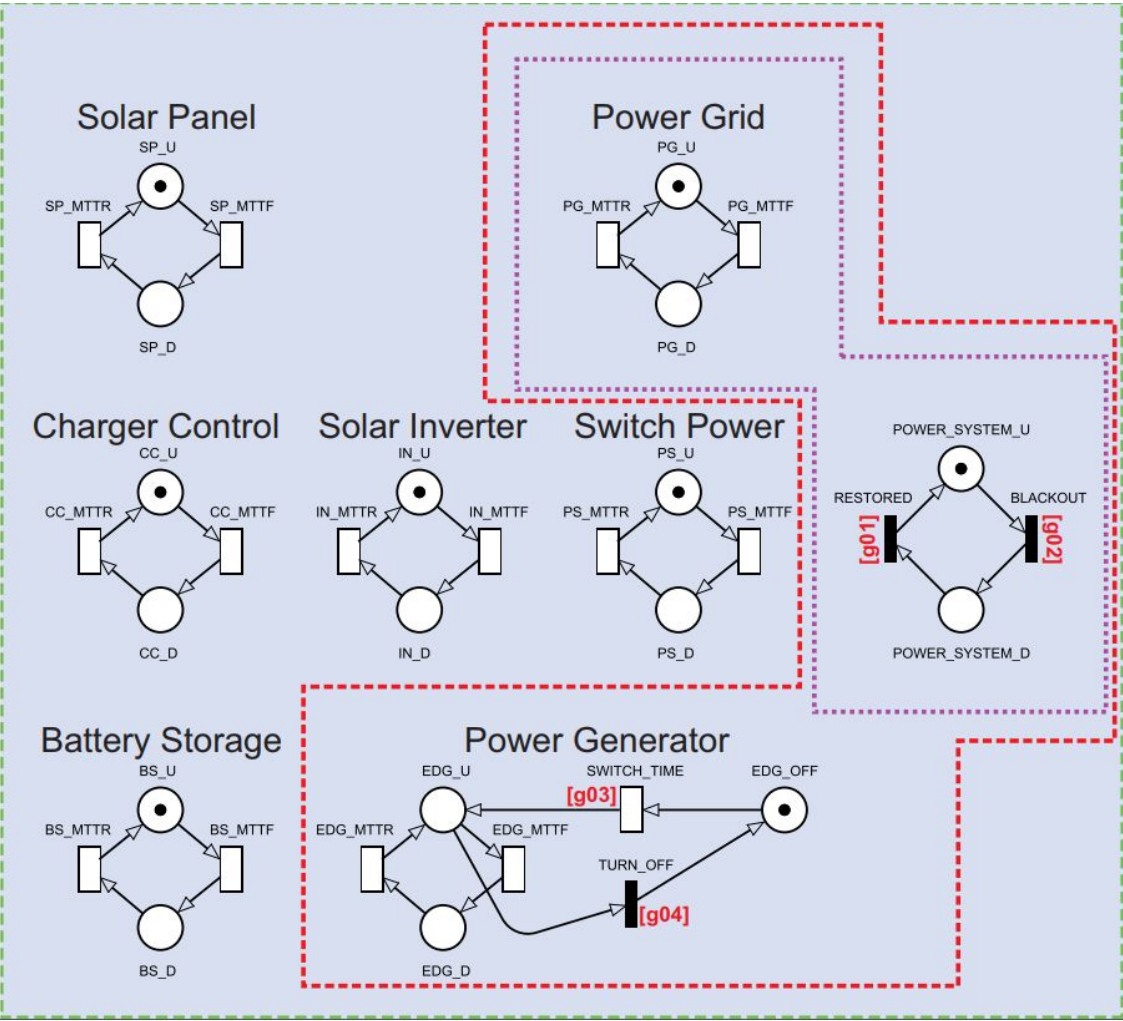 Solar Panel
SP_U
SP_MTTR
SP_MTTF
SP_D
Power Grid
PG_U
PG_MTTR
PG_MTTF
PG_D
Charger Control
CC_U
CC_MTTR
CC_MTTF
CC_D
Solar Inverter
IN_U
IN_MTTR
IN_MTTF
IN_D
Switch Power
PS_U
PS_MTTR
PS_MTTF
PS_D
POWER_SYSTEM_U
RESTORED
BLACKOUT
[g01]
[g02]
POWER_SYSTEM_D
Battery Storage
BS_U
BS_MTTR
BS_MTTF
BS_D
Power Generator
EDG_U
SWITCH_TIME
EDG_OFF
[g03]
EDG_MTTR
EDG_MTTF
TURN_OFF
[g04]
EDG_D